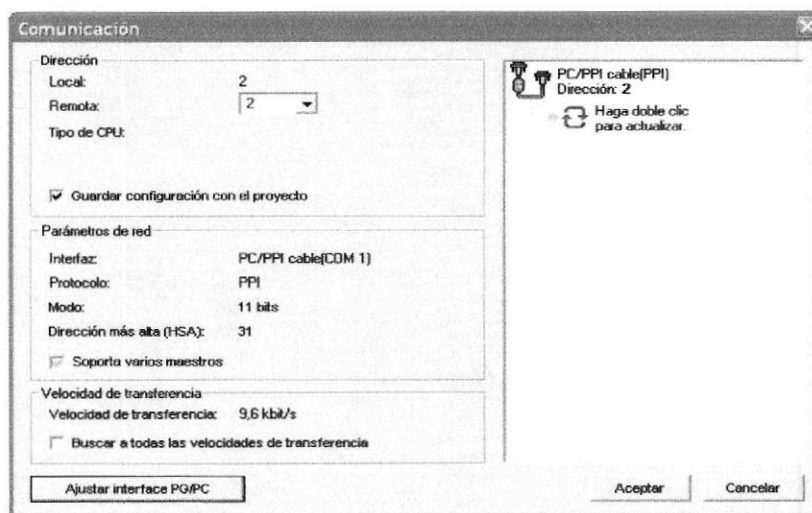 Comunicación
Dirección
Local: 2
Remota: 2
Tipo de CPU:
Guardar configuración con el proyecto
Parámetros de red
Interfaz: PC/PPI cable(COM 1)
Protocolo: PPI
Modo: 11 bits
Dirección más alta (HSA): 31
Soporta varios maestros
Velocidad de transferencia
Velocidad de transferencia: 9,6 kbit/s
Buscar a todas las velocidades de transferencia
Ajustar interface PG/PC
PC/PPI cable(PPI)
Dirección: 2
Haga doble clic
para actualizar.
Aceptar
Cancelar